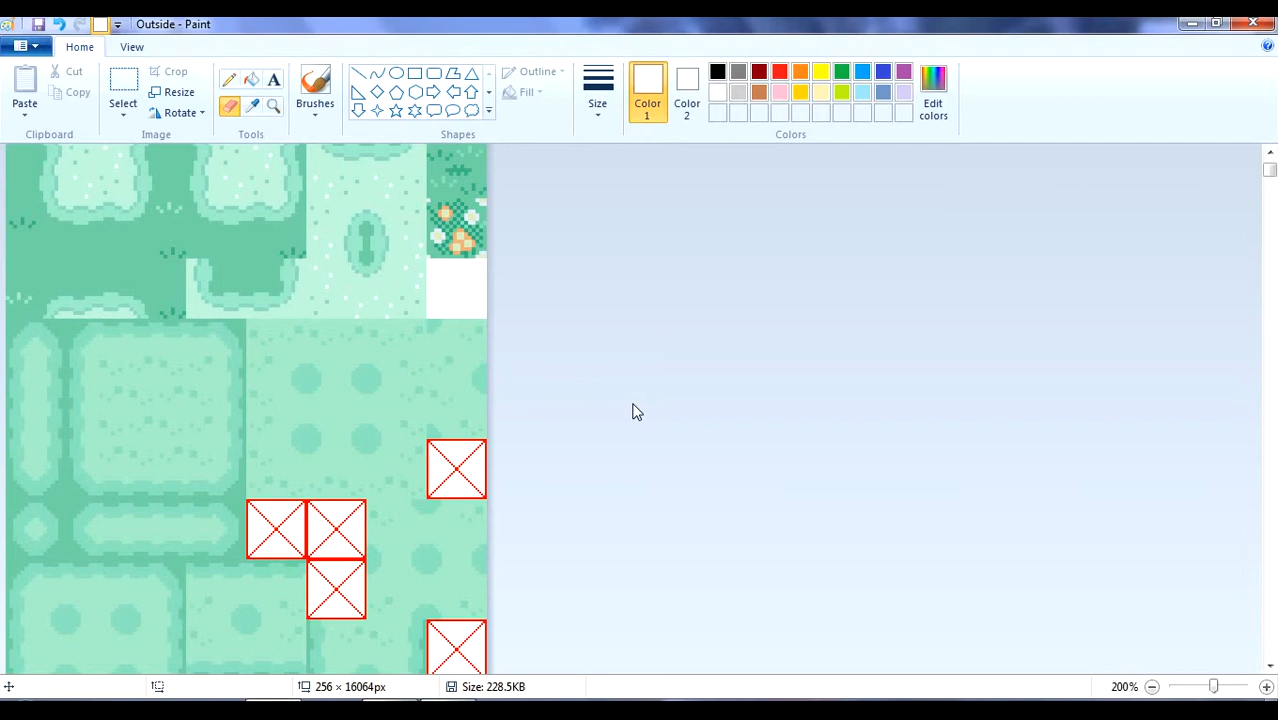 Outside - Paint
Home View
Paste
Cut
Copy
Clipboard
Select
Crop
Resize
Rotate
Image
A
Tools
Brushes
Outline
Fill
Shapes
Size
Color 1
Color 2
Edit colors
Colors
256 × 16064px
Size: 228.5KB
200%